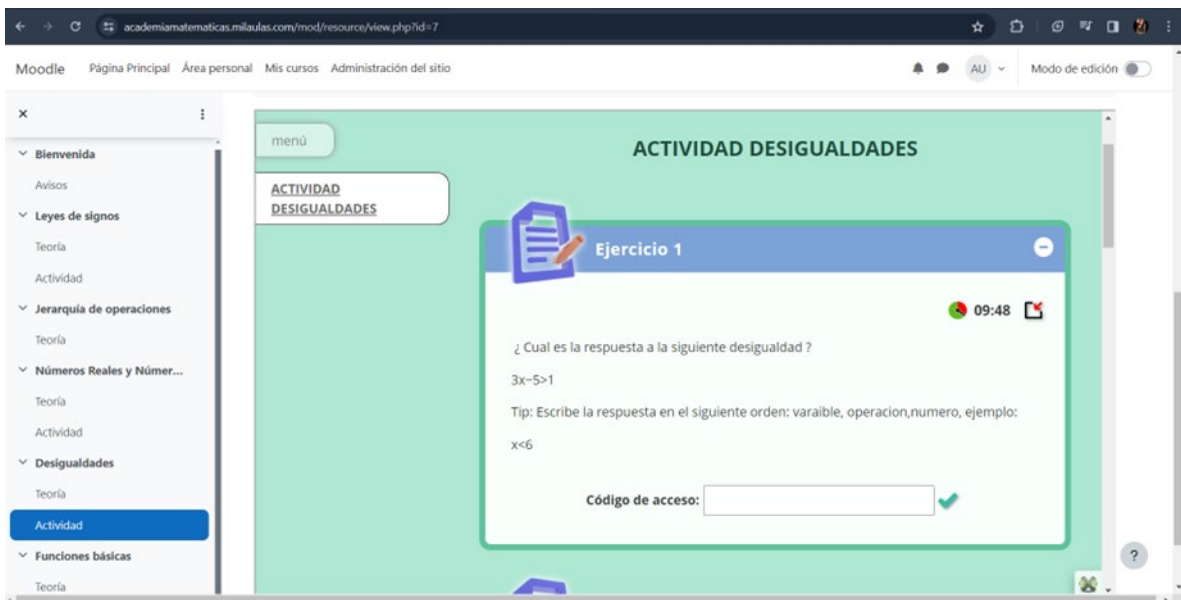 academiamatematicas.milaulas.com/mod/resource/view.php?id=7
Moodle Página Principal Área personal Mis cursos Administración del sitio AU Modo de edición
Bienvenida
Avisos
Leyes de signos
Teoría
Actividad
Jerarquía de operaciones
Teoría
Números Reales y Númer...
Teoría
Actividad
Desigualdades
Teoría
Actividad
Funciones básicas
Teoría
menú
ACTIVIDAD
DESIGUALDADES
ACTIVIDAD DESIGUALDADES
Ejercicio 1
09:48
¿ Cual es la respuesta a la siguiente desigualdad ?
3x−5>1
Tip: Escribe la respuesta en el siguiente orden: varaible, operacion,numero, ejemplo:
x<6
Código de acceso:
?